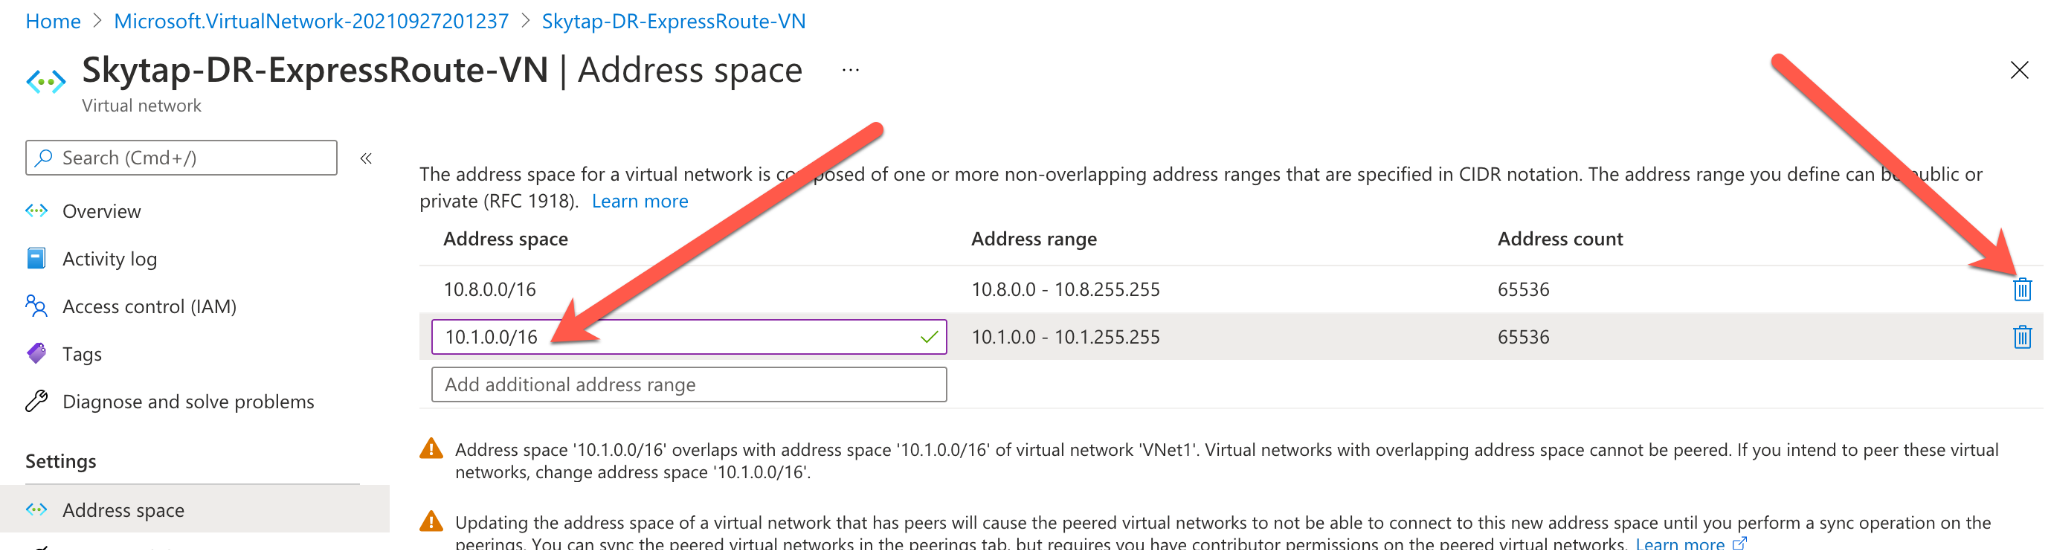 Home > Microsoft.VirtualNetwork-20210927201237 > Skytap-DR-ExpressRoute-VN
Skytap-DR-ExpressRoute-VN | Address space ...
Virtual network
Search (Cmd+/) «
Overview
Activity log
Access control (IAM)
Tags
Diagnose and solve problems
Settings
Address space
The address space for a virtual network is composed of one or more non-overlapping address ranges that are specified in CIDR notation. The address range you define can be public or
private (RFC 1918). Learn more
Address space Address range Address count
10.8.0.0/16 10.8.0.0 - 10.8.255.255 65536
10.1.0.0/16 10.1.0.0 - 10.1.255.255 65536
Add additional address range
Address space '10.1.0.0/16' overlaps with address space '10.1.0.0/16' of virtual network 'VNet1'. Virtual networks with overlapping address space cannot be peered. If you intend to peer these virtual
networks, change address space '10.1.0.0/16'.
Updating the address space of a virtual network that has peers will cause the peered virtual networks to not be able to connect to this new address space until you perform a sync operation on the
peerings. You can sync the peered virtual networks in the peerings tab, but requires you have contributor permissions on the peered virtual networks. Learn more